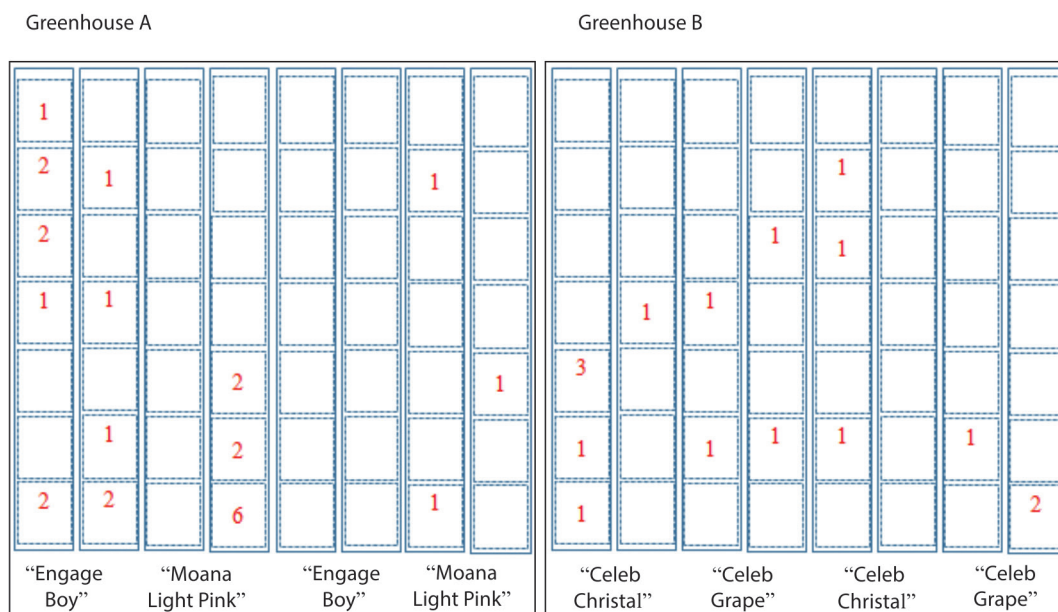 Greenhouse A
Greenhouse B
1
2 1 1 1
2 1 1
1 1 1 1
2 1 3
1 2 1 1 1 1 1
2 2 6 1 1 2
“Engage “Moana “Engage “Moana “Celeb “Celeb “Celeb “Celeb
Boy” Light Pink” Boy” Light Pink” Christal” Grape” Christal” Grape”